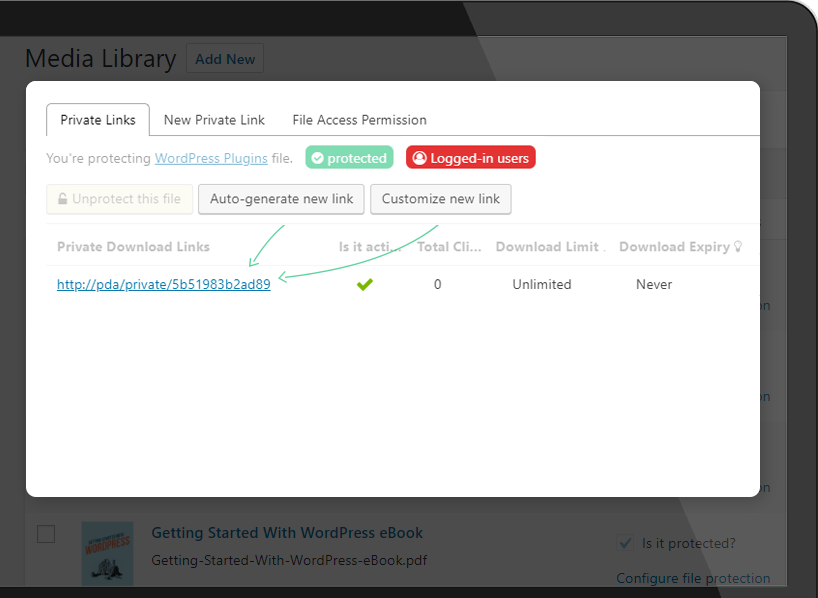 Media Library Add New
Private Links New Private Link File Access Permission
You're protecting WordPress Plugins file. protected Logged-in users
Unprotect this file Auto-generate new link Customize new link
Private Download Links Is it acti... Total Cli... Download Limit . Download Expiry
http://pda/private/5b51983b2ad89 0 Unlimited Never
on
on
on
Getting Started With WordPress eBook
WORDPRESS
Is it protected?
Getting-Started-With-WordPress-eBook.pdf
Configure file protection